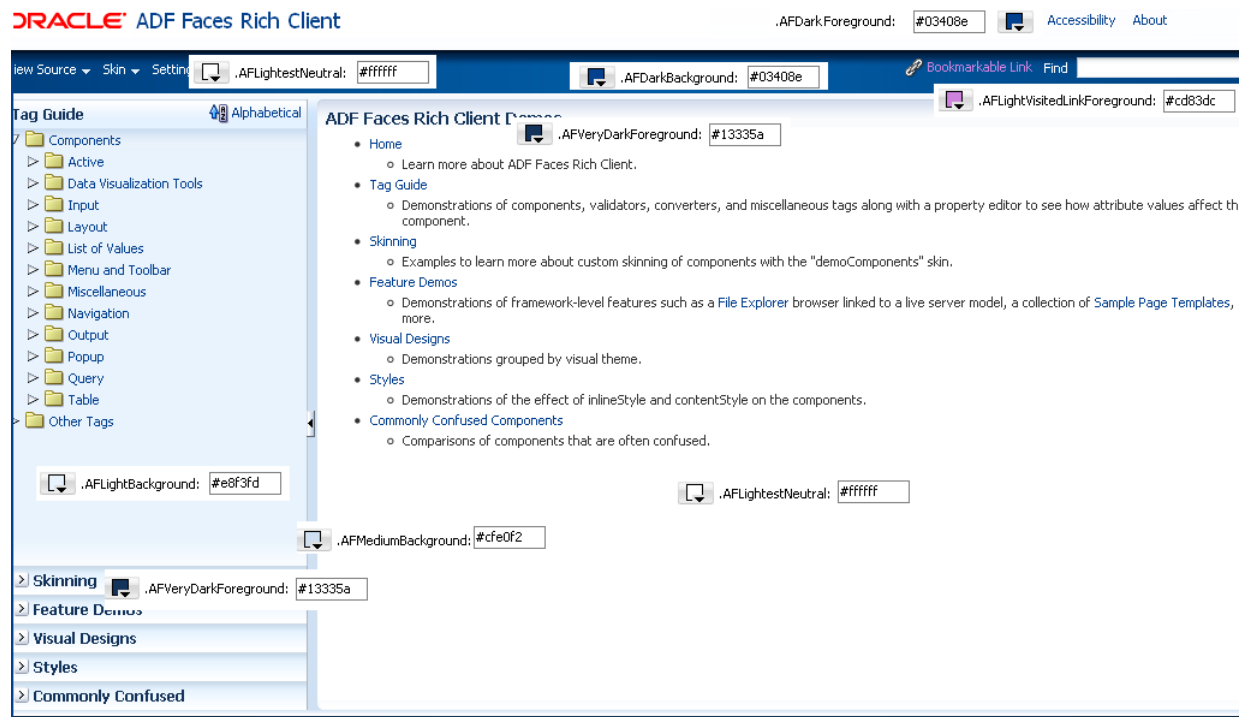 ORACLE ADF Faces Rich Client
.AFDarkForeground: #03408e Accessibility About
iew Source Skin Setting .AFLightestNeutral: #ffffff .AFDarkBackground: #03408e Bookmarkable Link Find
.AFLightVisitedLinkForeground: #cd83dc
Tag Guide Alphabetical
Components
Active
Data Visualization Tools
Input
Layout
List of Values
Menu and Toolbar
Miscellaneous
Navigation
Output
Popup
Query
Table
Other Tags
.AFLightBackground: #e8f3fd
ADF Faces Rich Client Demos
.AFVeryDarkForeground: #13335a
Home
Learn more about ADF Faces Rich Client.
Tag Guide
Demonstrations of components, validators, converters, and miscellaneous tags along with a property editor to see how attribute values affect th
component.
Skinning
Examples to learn more about custom skinning of components with the "demoComponents" skin.
Feature Demos
Demonstrations of framework-level features such as a File Explorer browser linked to a live server model, a collection of Sample Page Templates,
more.
Visual Designs
Demonstrations grouped by visual theme.
Styles
Demonstrations of the effect of inlineStyle and contentStyle on the components.
Commonly Confused Components
Comparisons of components that are often confused.
.AFLightestNeutral: #ffffff
.AFMediumBackground: #cfe0f2
Skinning .AFVeryDarkForeground: #13335a
Feature Demos
Visual Designs
Styles
Commonly Confused